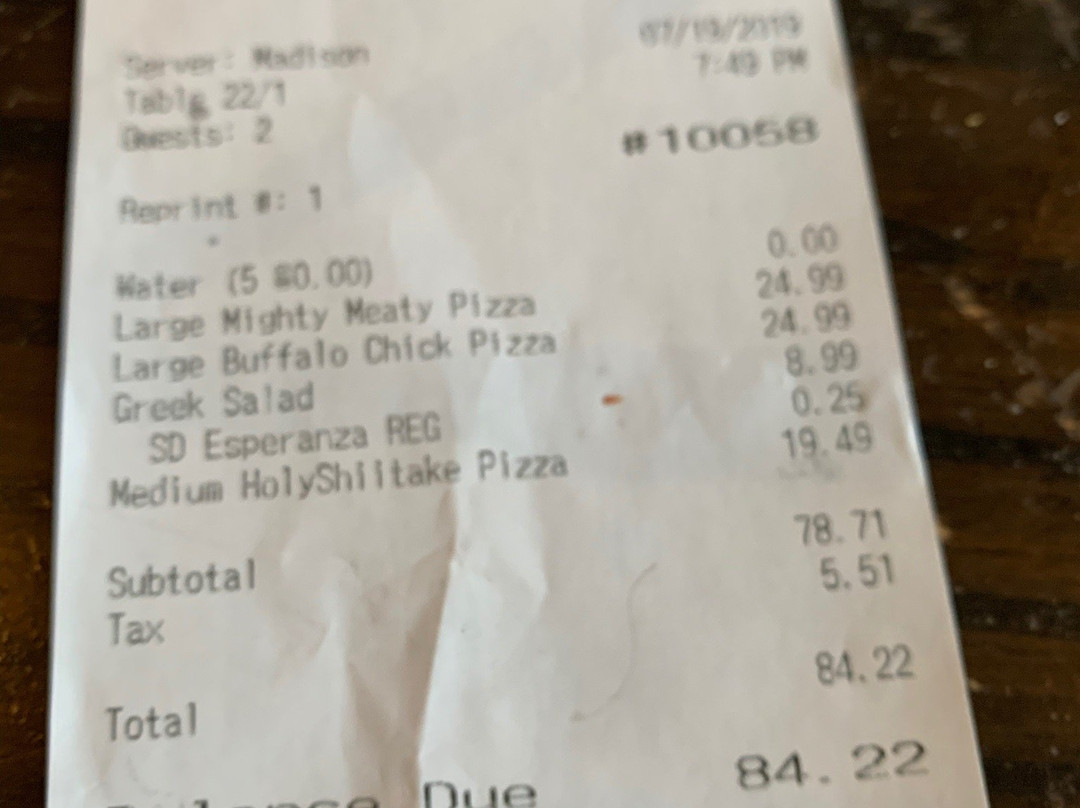 Server: Madison 07/19/2019
Table 22/1 7:49 PM
Guests: 2 #10058
Reprint #: 1
Water (5 @0.00) 0.00
Large Mighty Meaty Pizza 24.99
Large Buffalo Chick Pizza 24.99
Greek Salad 8.99
SD Esperanza REG 0.25
Medium HolyShiitake Pizza 19.49
Subtotal 78.71
Tax 5.51
Total 84.22
Balance Due 84.22